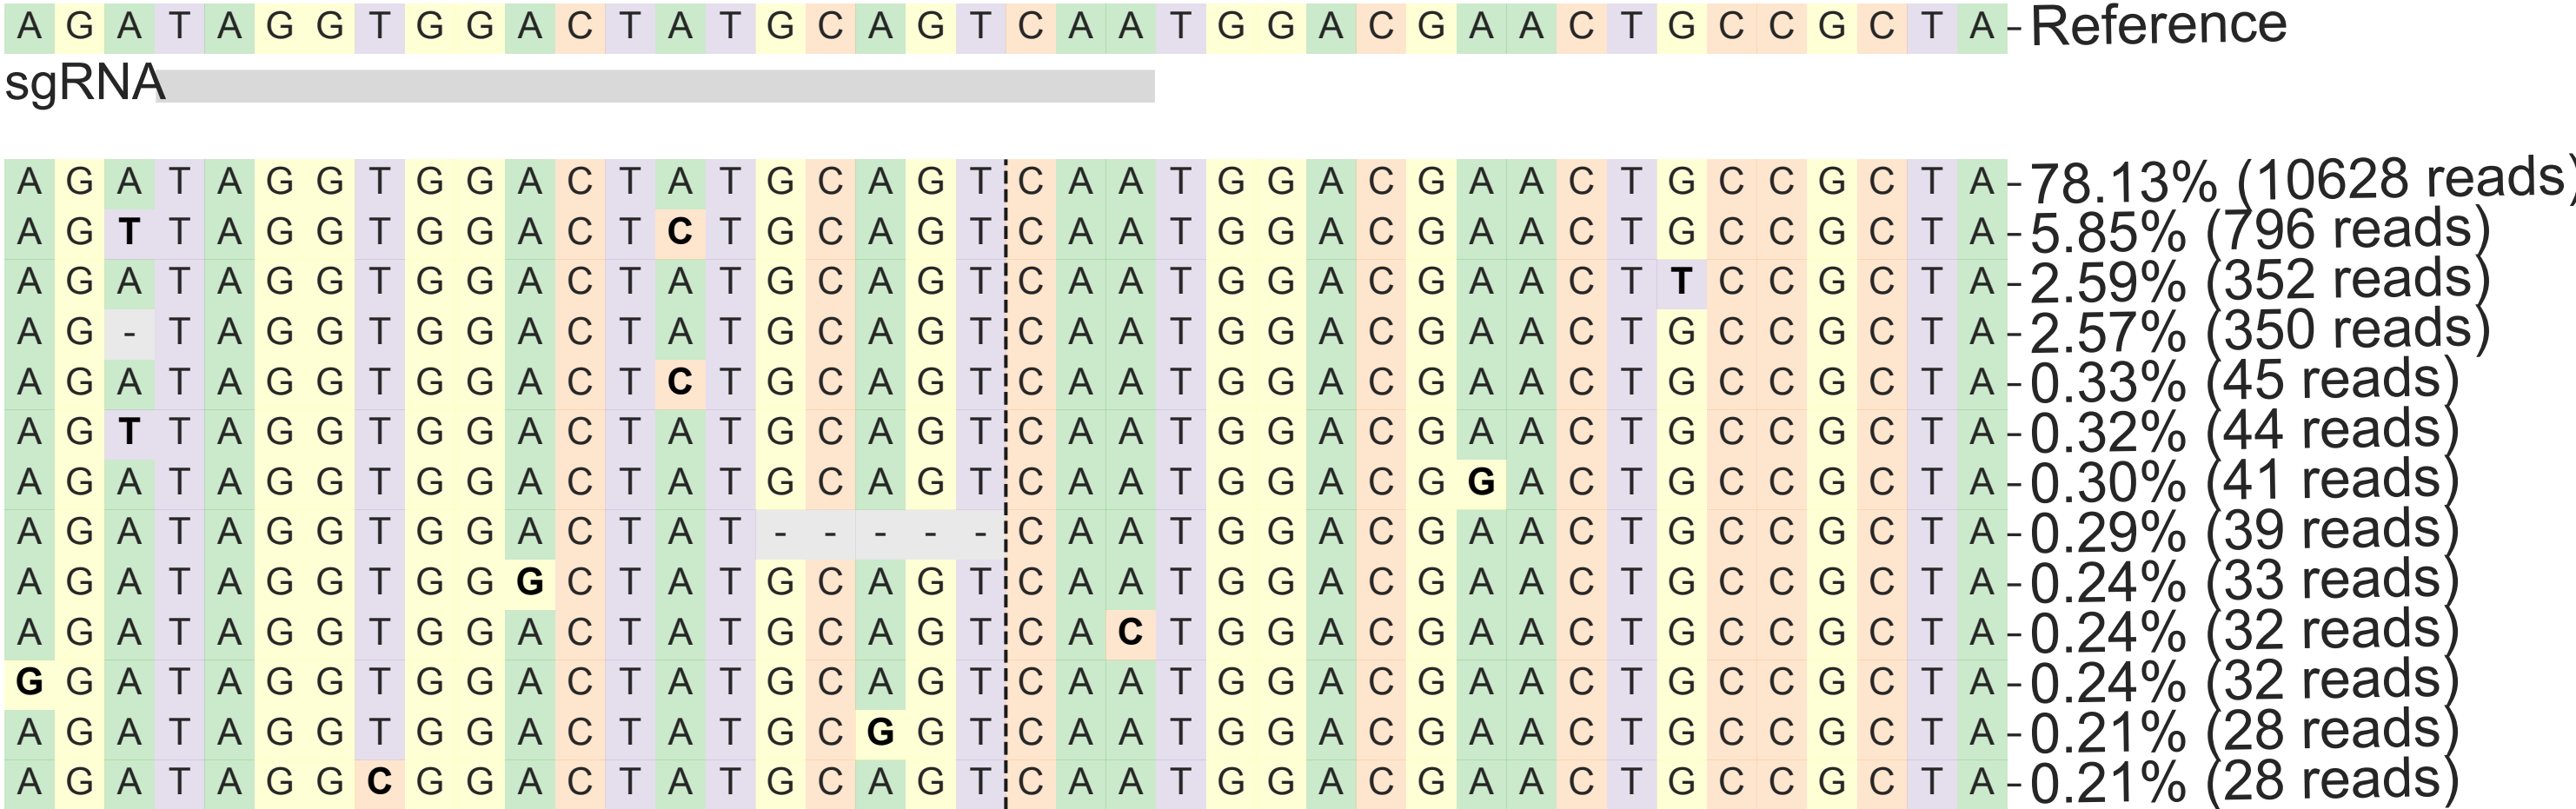 A G A T A G G T G G A C T A T G C A G T C A A T G G A C G A A C T G C C G C T A - Reference
sgRNA
A G A T A G G T G G A C T A T G C A G T C A A T G G A C G A A C T G C C G C T A - 78.13% (10628 reads)
A G T T A G G T G G A C T C T G C A G T C A A T G G A C G A A C T G C C G C T A - 5.85% (796 reads)
A G A T A G G T G G A C T A T G C A G T C A A T G G A C G A A C T T C C G C T A - 2.59% (352 reads)
A G - T A G G T G G A C T A T G C A G T C A A T G G A C G A A C T G C C G C T A - 2.57% (350 reads)
A G A T A G G T G G A C T C T G C A G T C A A T G G A C G A A C T G C C G C T A - 0.33% (45 reads)
A G T T A G G T G G A C T A T G C A G T C A A T G G A C G A A C T G C C G C T A - 0.32% (44 reads)
A G A T A G G T G G A C T A T G C A G T C A A T G G A C G G A C T G C C G C T A - 0.30% (41 reads)
A G A T A G G T G G A C T A T - - - - - C A A T G G A C G A A C T G C C G C T A - 0.29% (39 reads)
A G A T A G G T G G G C T A T G C A G T C A A T G G A C G A A C T G C C G C T A - 0.24% (33 reads)
A G A T A G G T G G A C T A T G C A G T C A C T G G A C G A A C T G C C G C T A - 0.24% (32 reads)
G G A T A G G T G G A C T A T G C A G T C A A T G G A C G A A C T G C C G C T A - 0.24% (32 reads)
A G A T A G G T G G A C T A T G C G G T C A A T G G A C G A A C T G C C G C T A - 0.21% (28 reads)
A G A T A G G C G G A C T A T G C A G T C A A T G G A C G A A C T G C C G C T A - 0.21% (28 reads)